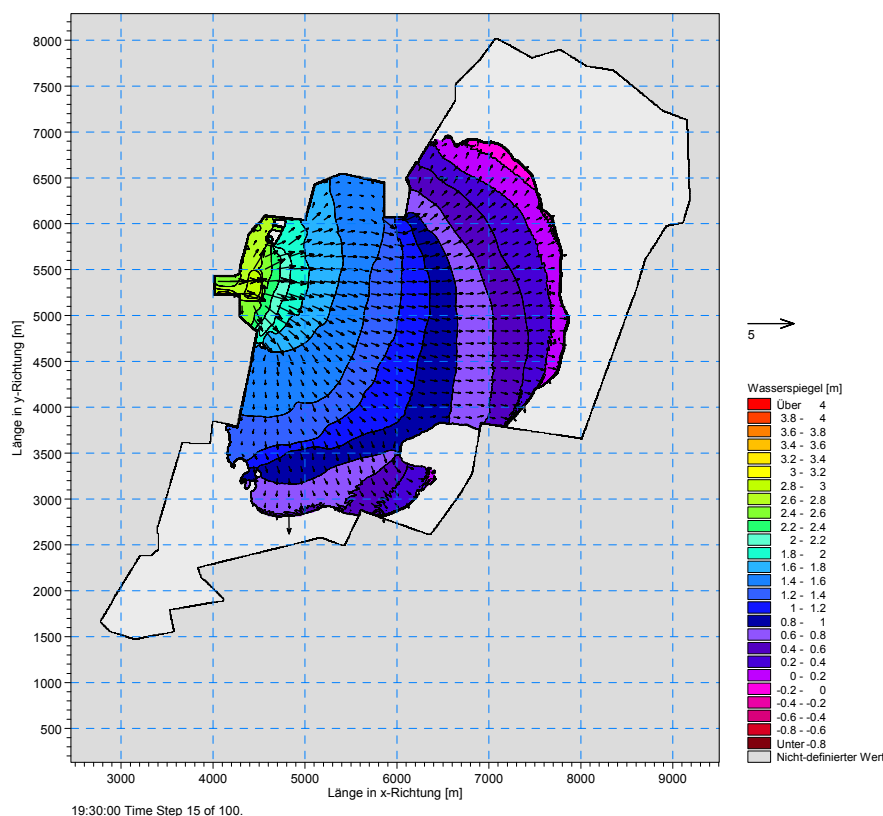 8000
7500
7000
6500
6000
5500
5000
4500
4000
3500
3000
2500
2000
1500
1000
500
Länge in y-Richtung [m]
3000 4000 5000 6000 7000 8000 9000
Länge in x-Richtung [m]
19:30:00 Time Step 15 of 100.
5
Wasserspiegel [m]
Über 4
3.8 - 4
3.6 - 3.8
3.4 - 3.6
3.2 - 3.4
3 - 3.2
2.8 - 3
2.6 - 2.8
2.4 - 2.6
2.2 - 2.4
2 - 2.2
1.8 - 2
1.6 - 1.8
1.4 - 1.6
1.2 - 1.4
1 - 1.2
0.8 - 1
0.6 - 0.8
0.4 - 0.6
0.2 - 0.4
0 - 0.2
-0.2 - 0
-0.4 - -0.2
-0.6 - -0.4
-0.8 - -0.6
Unter -0.8
Nicht-definierter Wert